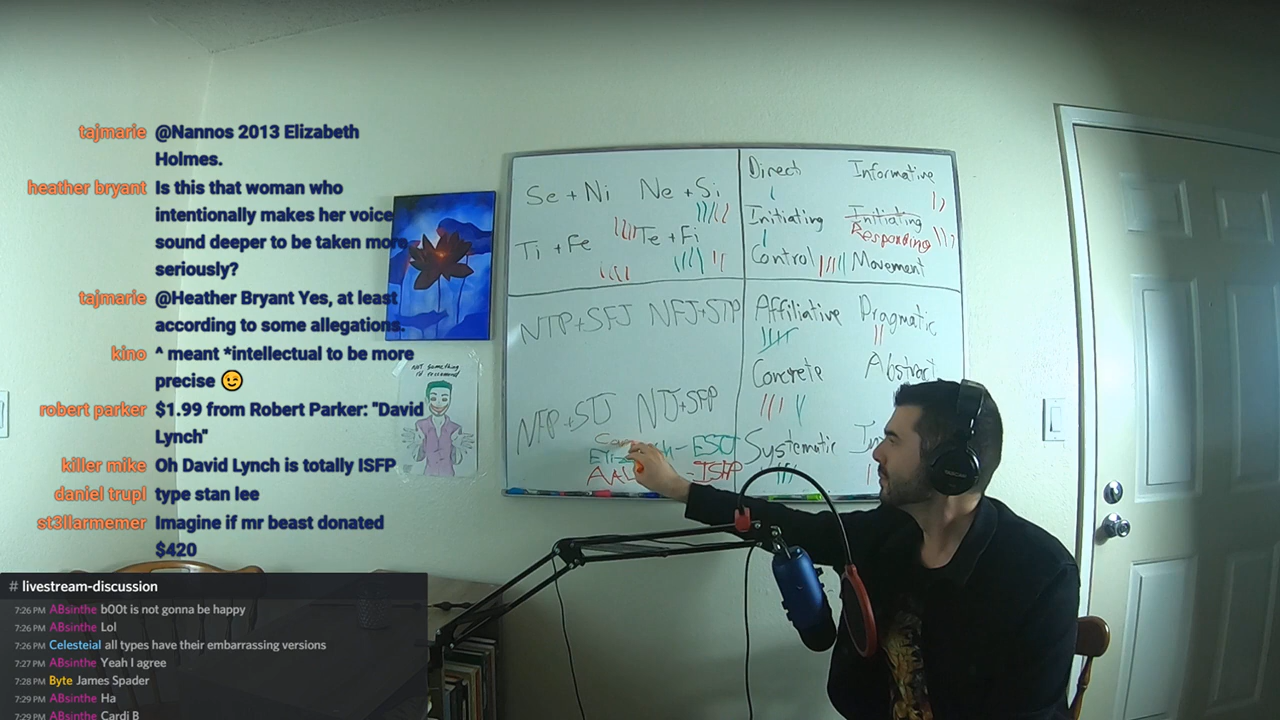 tajmarie @Nannos 2013 Elizabeth
Holmes.
heather bryant Is this that woman who
intentionally makes her voice
sound deeper to be taken more
seriously?
tajmarie @Heather Bryant Yes, at least
according to some allegations.
kino ^ meant *intellectual to be more
precise 😉
robert parker $1.99 from Robert Parker: "David
Lynch"
killer mike Oh David Lynch is totally ISFP
daniel trupl type stan lee
st3llarmemer Imagine if mr beast donated
$420
# livestream-discussion
7:26 PM ABsinthe b00t is not gonna be happy
7:26 PM ABsinthe Lol
7:26 PM Celesteial all types have their embarrassing versions
7:27 PM ABsinthe Yeah I agree
7:28 PM Byte James Spader
7:29 PM ABsinthe Ha
7:29 PM ABsinthe Cardi B
NOT something
I'd recommend
Se + Ni Ne + Si
Ti + Fe Te + Fi
NTP + SFJ NFJ + STP
NFP + STJ NTJ + SFP
Direct Informative
Initiating Initiating
Responding
Control Movement
Affiliative Pragmatic
Concrete Abstract
Systematic